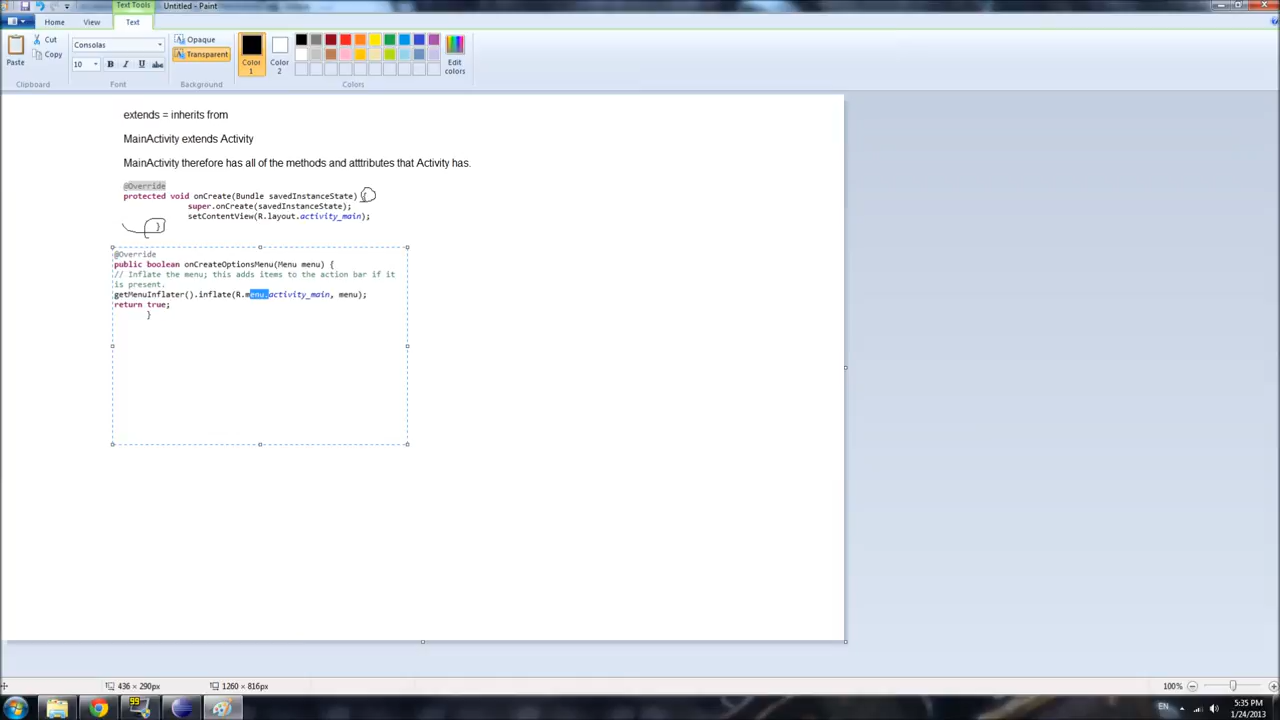 Text Tools
Untitled - Paint
Home
View
Text
Paste
Cut
Copy
Clipboard
Consolas
10
B
I
U
abc
Font
Opaque
Transparent
Background
Color
1
Color
2
Edit
colors
Colors
extends = inherits from
MainActivity extends Activity
MainActivity therefore has all of the methods and atttributes that Activity has.
@Override
protected void onCreate(Bundle savedInstanceState) {
super.onCreate(savedInstanceState);
setContentView(R.layout.activity_main);
}
@Override
public boolean onCreateOptionsMenu(Menu menu) {
// Inflate the menu; this adds items to the action bar if it
is present.
getMenuInflater().inflate(R.menu.activity_main, menu);
return true;
}
436 × 290px
1260 × 816px
100%
99
EN
5:35 PM
1/24/2013